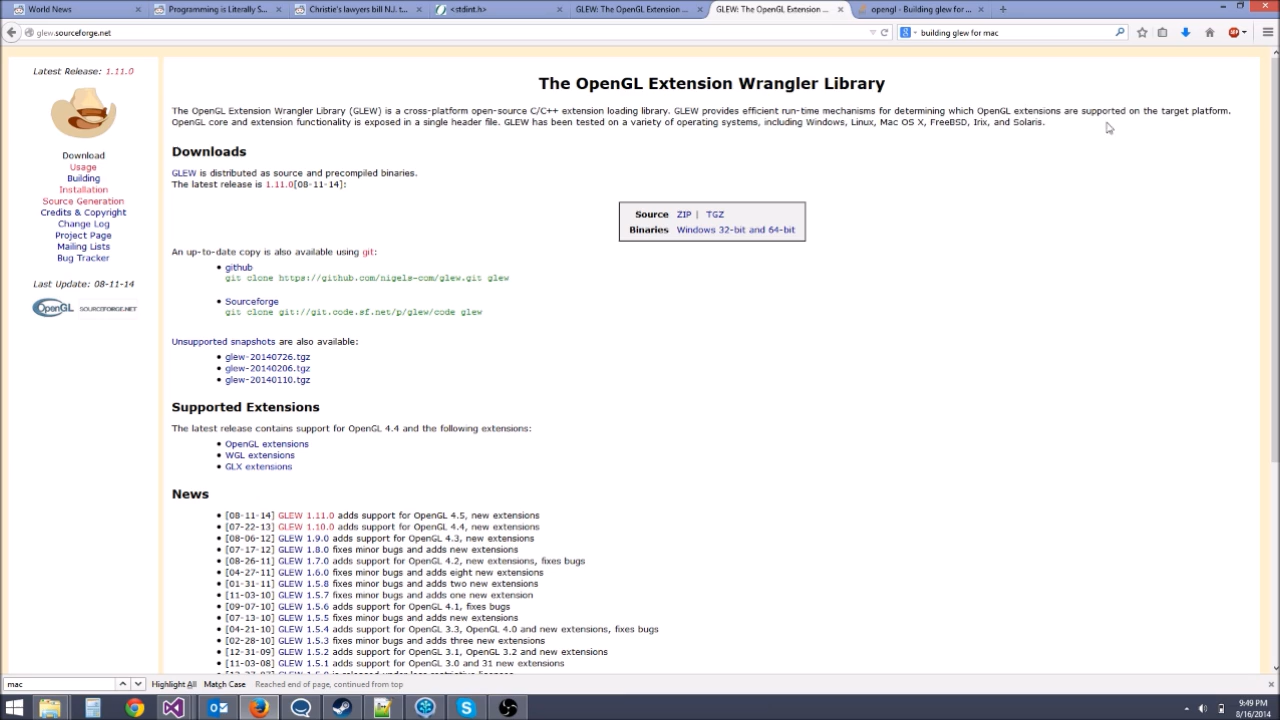 World News
Programming is Literally S...
Christie's lawyers bill N.J. t...
<stdint.h>
GLEW: The OpenGL Extension ...
GLEW: The OpenGL Extension ...
opengl - Building glew for ...
glew.sourceforge.net
building glew for mac
Latest Release: 1.11.0
Download
Usage
Building
Installation
Source Generation
Credits & Copyright
Change Log
Project Page
Mailing Lists
Bug Tracker
Last Update: 08-11-14
OpenGL SOURCEFORGE.NET
The OpenGL Extension Wrangler Library
The OpenGL Extension Wrangler Library (GLEW) is a cross-platform open-source C/C++ extension loading library. GLEW provides efficient run-time mechanisms for determining which OpenGL extensions are supported on the target platform.
OpenGL core and extension functionality is exposed in a single header file. GLEW has been tested on a variety of operating systems, including Windows, Linux, Mac OS X, FreeBSD, Irix, and Solaris.
Downloads
GLEW is distributed as source and precompiled binaries.
The latest release is 1.11.0[08-11-14]:
Source ZIP | TGZ
Binaries Windows 32-bit and 64-bit
An up-to-date copy is also available using git:
github
git clone https://github.com/nigels-com/glew.git glew
Sourceforge
git clone git://git.code.sf.net/p/glew/code glew
Unsupported snapshots are also available:
glew-20140726.tgz
glew-20140206.tgz
glew-20140110.tgz
Supported Extensions
The latest release contains support for OpenGL 4.4 and the following extensions:
OpenGL extensions
WGL extensions
GLX extensions
News
[08-11-14] GLEW 1.11.0 adds support for OpenGL 4.5, new extensions
[07-22-13] GLEW 1.10.0 adds support for OpenGL 4.4, new extensions
[08-06-12] GLEW 1.9.0 adds support for OpenGL 4.3, new extensions
[07-17-12] GLEW 1.8.0 fixes minor bugs and adds new extensions
[08-26-11] GLEW 1.7.0 adds support for OpenGL 4.2, new extensions, fixes bugs
[04-27-11] GLEW 1.6.0 fixes minor bugs and adds eight new extensions
[01-31-11] GLEW 1.5.8 fixes minor bugs and adds two new extensions
[11-03-10] GLEW 1.5.7 fixes minor bugs and adds one new extension
[09-07-10] GLEW 1.5.6 adds support for OpenGL 4.1, fixes bugs
[07-13-10] GLEW 1.5.5 fixes minor bugs and adds new extensions
[04-21-10] GLEW 1.5.4 adds support for OpenGL 3.3, OpenGL 4.0 and new extensions, fixes bugs
[02-28-10] GLEW 1.5.3 fixes minor bugs and adds three new extensions
[12-31-09] GLEW 1.5.2 adds support for OpenGL 3.1, OpenGL 3.2 and new extensions
[11-03-08] GLEW 1.5.1 adds support for OpenGL 3.0 and 31 new extensions
mac
Highlight All
Match Case
Reached end of page, continued from top
9:49 PM
8/16/2014